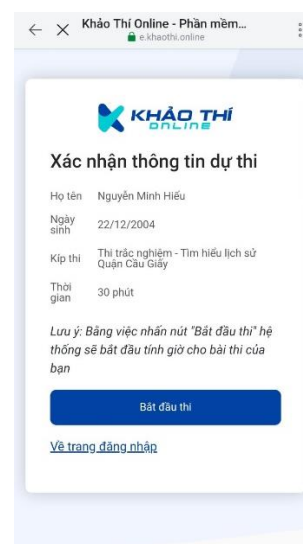 Khảo Thí Online - Phần mềm...
e.khaothi.online
KHẢO THÍ
ONLINE
Xác nhận thông tin dự thi
Họ tên Nguyễn Minh Hiếu
Ngày sinh 22/12/2004
Kíp thi Thi trắc nghiệm - Tìm hiểu lịch sử
Quận Cầu Giấy
Thời gian 30 phút
Lưu ý: Bằng việc nhấn nút "Bắt đầu thi" hệ
thống sẽ bắt đầu tính giờ cho bài thi của
bạn
Bắt đầu thi
Về trang đăng nhập